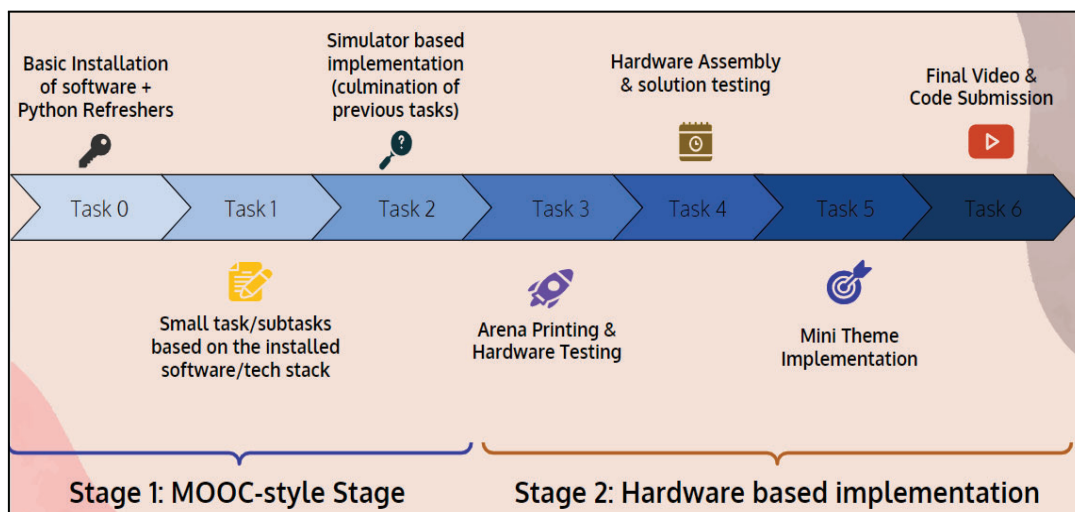 Basic Installation
of software +
Python Refreshers
Simulator based
implementation
(culmination of
previous tasks)
?
Hardware Assembly
& solution testing
Final Video &
Code Submission
Task 0
Task 1
Task 2
Task 3
Task 4
Task 5
Task 6
Small task/subtasks
based on the installed
software/tech stack
Arena Printing &
Hardware Testing
Mini Theme
Implementation
Stage 1: MOOC-style Stage
Stage 2: Hardware based implementation